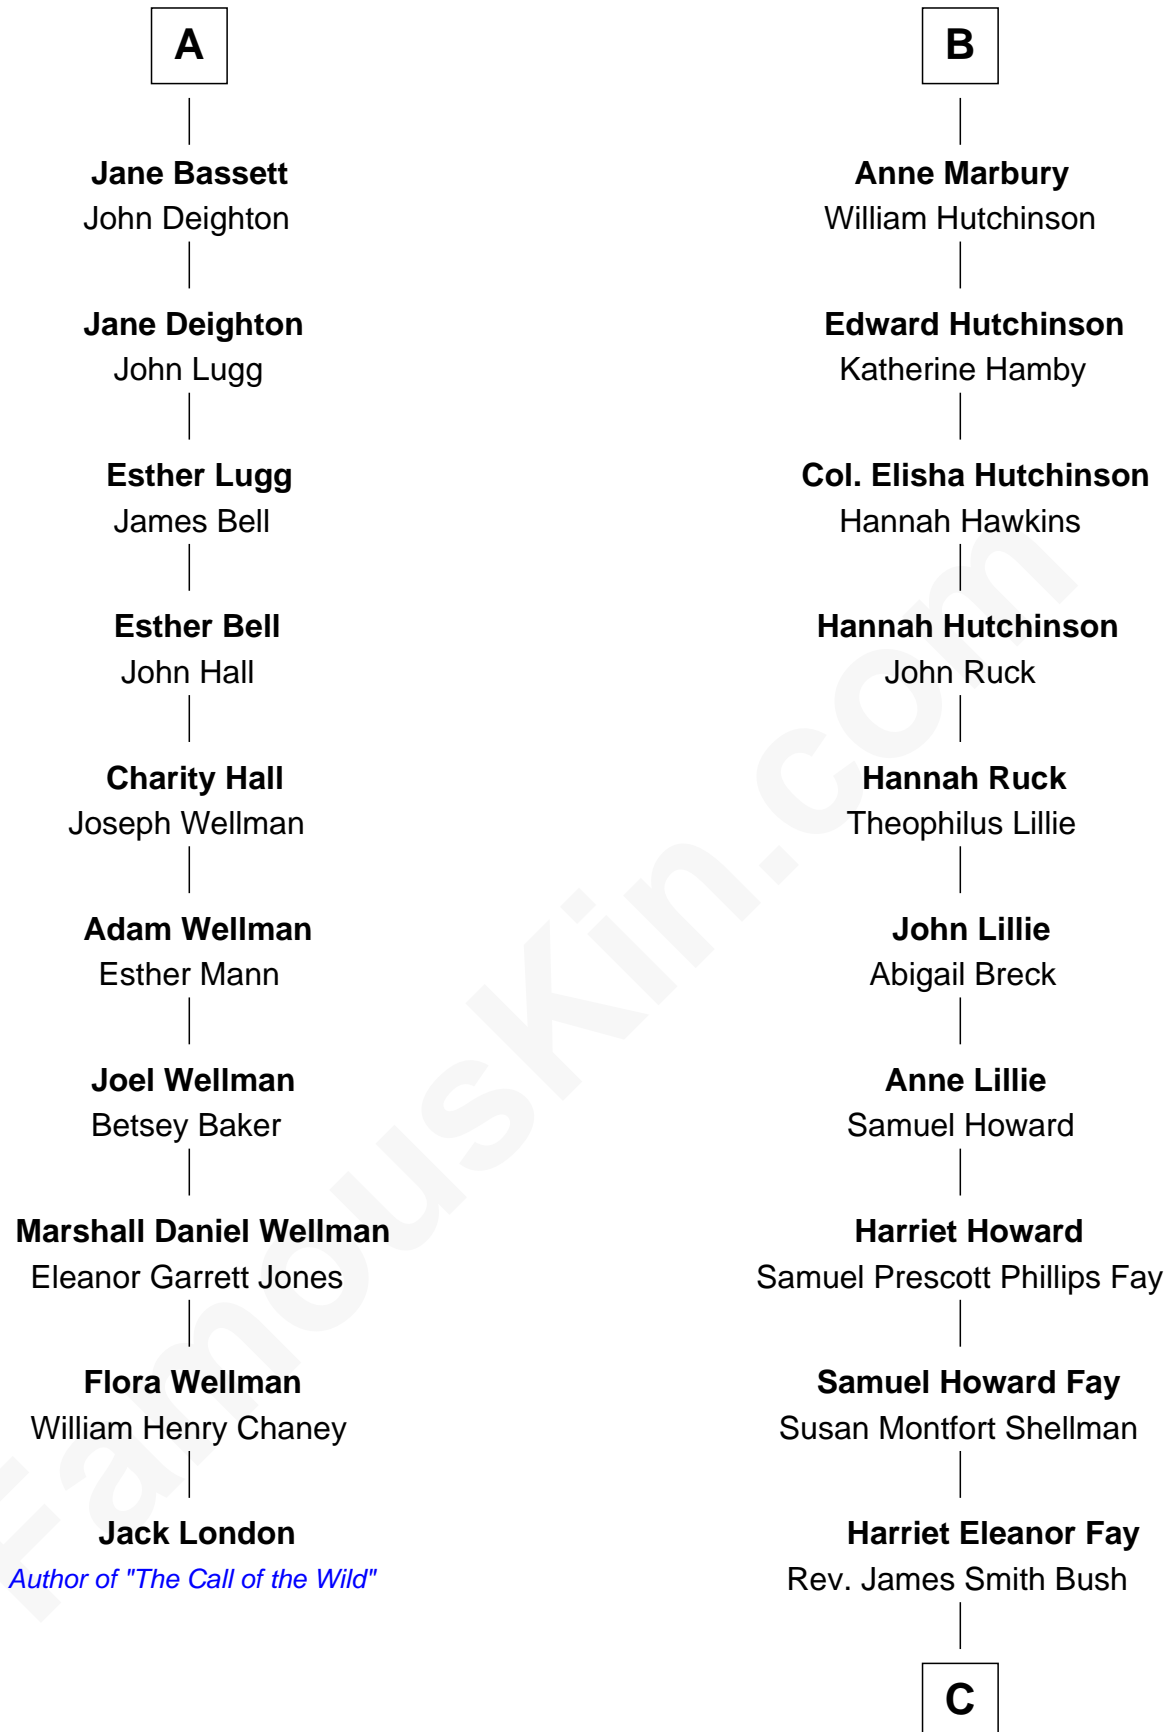 A
Jane Bassett
John Deighton
Jane Deighton
John Lugg
Esther Lugg
James Bell
Esther Bell
John Hall
Charity Hall
Joseph Wellman
Adam Wellman
Esther Mann
Joel Wellman
Betsey Baker
Marshall Daniel Wellman
Eleanor Garrett Jones
Flora Wellman
William Henry Chaney
Jack London
Author of "The Call of the Wild"
B
Anne Marbury
William Hutchinson
Edward Hutchinson
Katherine Hamby
Col. Elisha Hutchinson
Hannah Hawkins
Hannah Hutchinson
John Ruck
Hannah Ruck
Theophilus Lillie
John Lillie
Abigail Breck
Anne Lillie
Samuel Howard
Harriet Howard
Samuel Prescott Phillips Fay
Samuel Howard Fay
Susan Montfort Shellman
Harriet Eleanor Fay
Rev. James Smith Bush
C
FamousKin.com